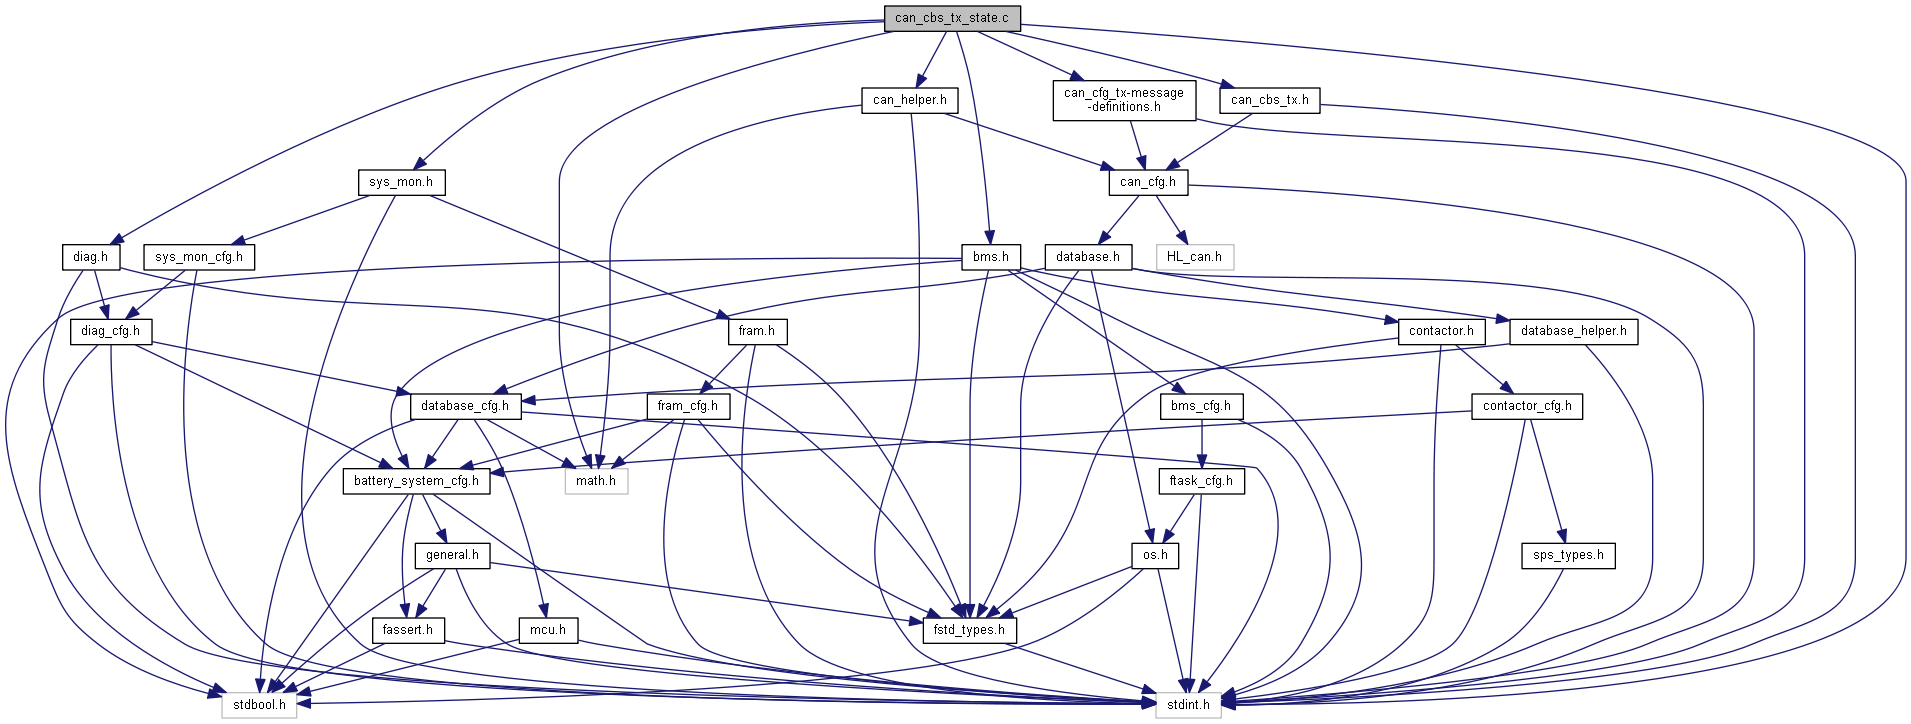 can_cbs_tx_state.c
can_helper.h
can_cfg_tx-message
-definitions.h
can_cbs_tx.h
sys_mon.h
can_cfg.h
diag.h
sys_mon_cfg.h
bms.h
database.h
HL_can.h
diag_cfg.h
fram.h
contactor.h
database_helper.h
database_cfg.h
fram_cfg.h
bms_cfg.h
contactor_cfg.h
battery_system_cfg.h
math.h
ftask_cfg.h
general.h
os.h
sps_types.h
fassert.h
mcu.h
fstd_types.h
stdbool.h
stdint.h